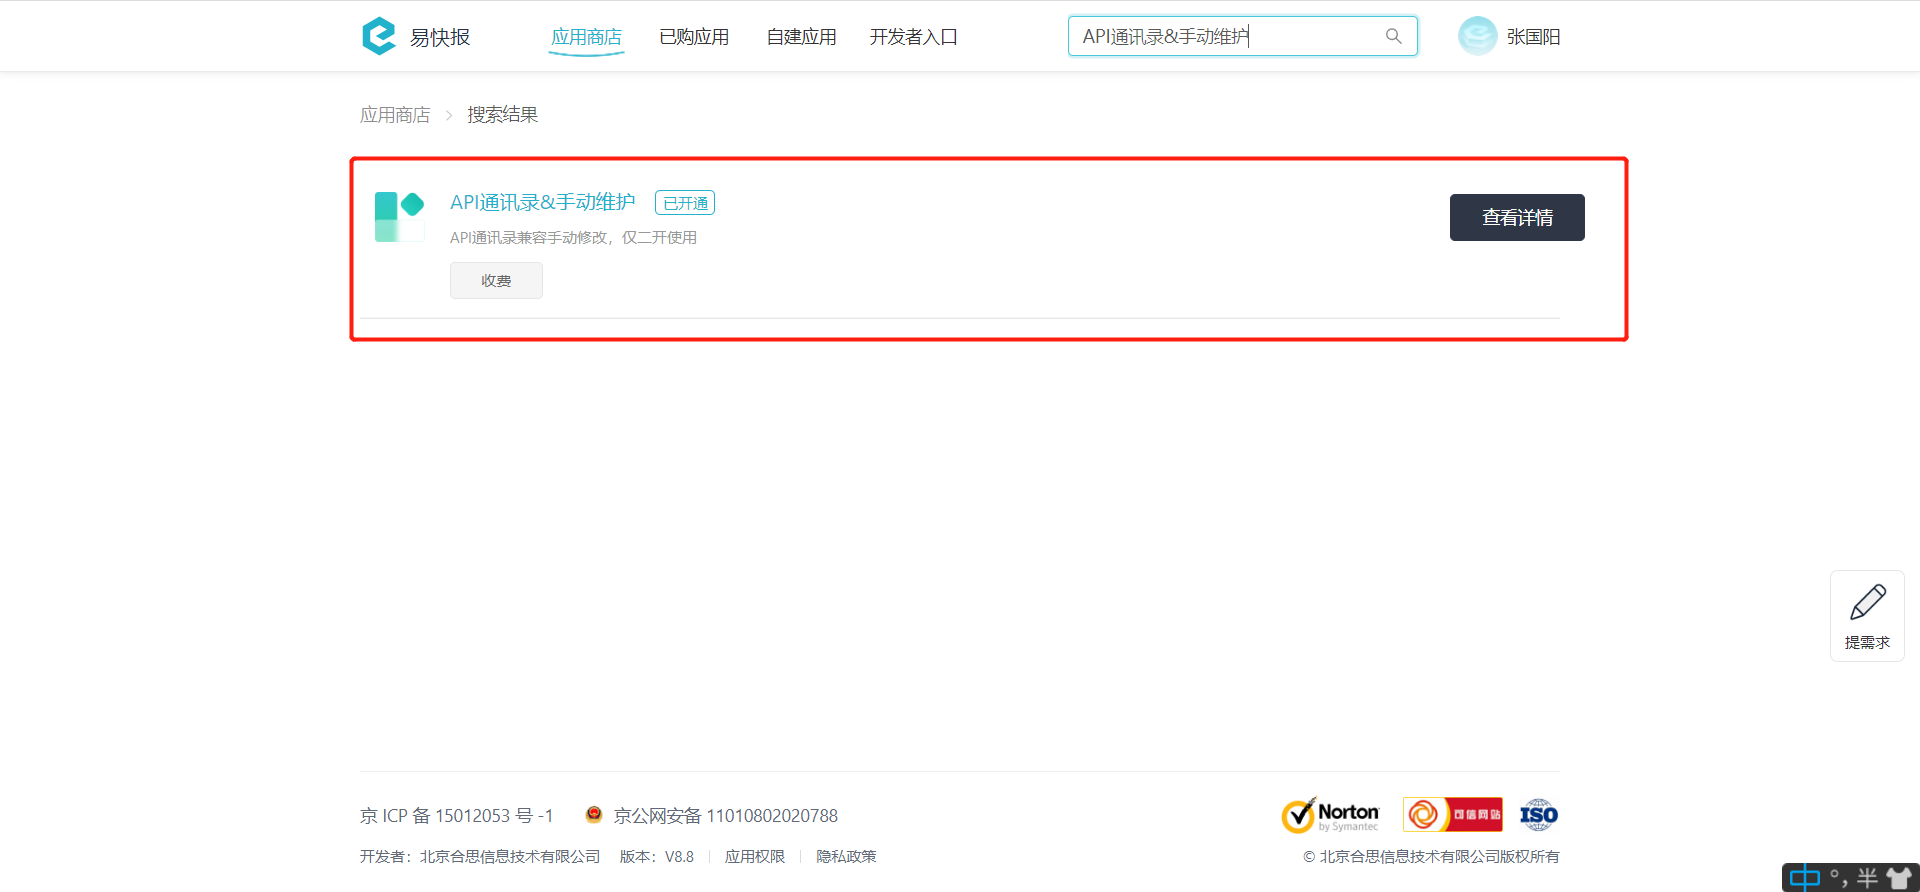 易快报
应用商店
已购应用
自建应用
开发者入口
API通讯录&手动维护
张国阳
应用商店 > 搜索结果
API通讯录&手动维护
已开通
查看详情
API通讯录兼容手动修改，仅二开使用
收费
提需求
京 ICP 备 15012053 号 -1
京公网安备 11010802020788
Norton
by Symantec
可信网站
ISO
开发者：北京合思信息技术有限公司
版本：V8.8
应用权限
隐私政策
© 北京合思信息技术有限公司版权所有
中 °, 半